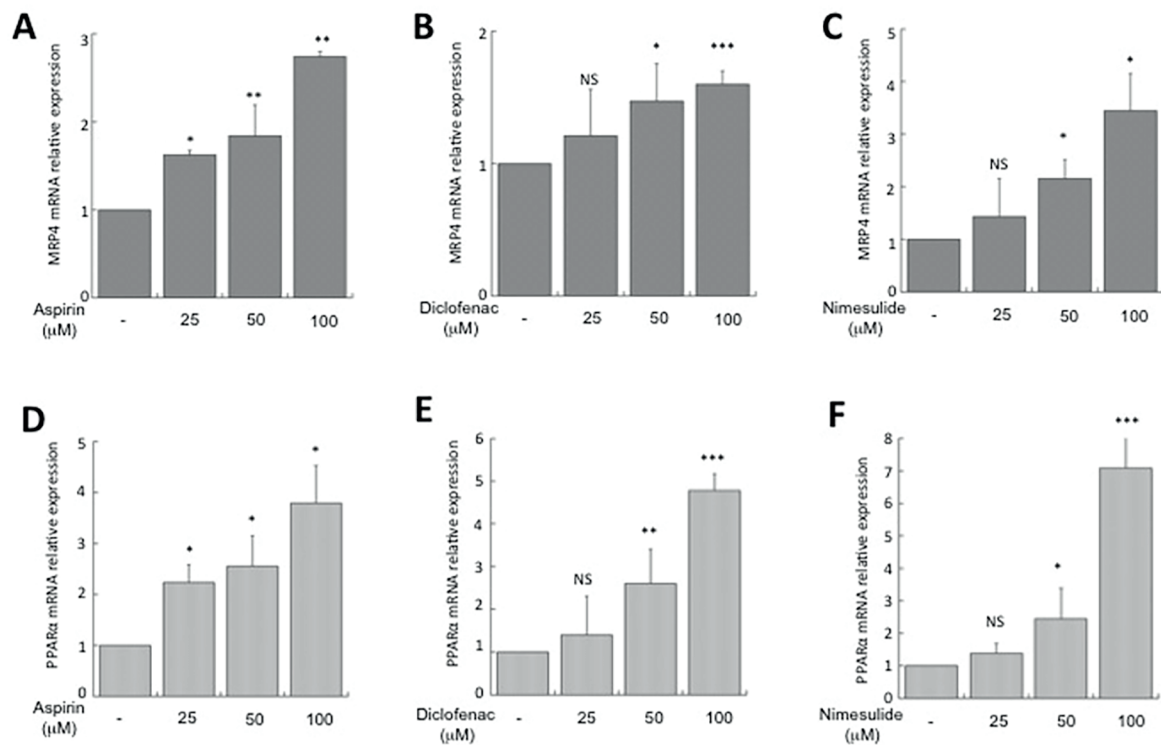 A
MRP4 mRNA relative expression
3
2
1
0
*
**
**
Aspirin
(μM)
- 25 50 100
B
MRP4 mRNA relative expression
2
1
0
NS
*
***
Diclofenac
(μM)
- 25 50 100
C
MRP4 mRNA relative expression
5
4
3
2
1
0
NS
*
*
Nimesulide
(μM)
- 25 50 100
D
PPARα mRNA relative expression
5
4
3
2
1
0
*
*
*
Aspirin
(μM)
- 25 50 100
E
PPARα mRNA relative expression
6
5
4
3
2
1
0
NS
**
***
Diclofenac
(μM)
- 25 50 100
F
PPARα mRNA relative expression
8
7
6
5
4
3
2
1
0
NS
*
***
Nimesulide
(μM)
- 25 50 100